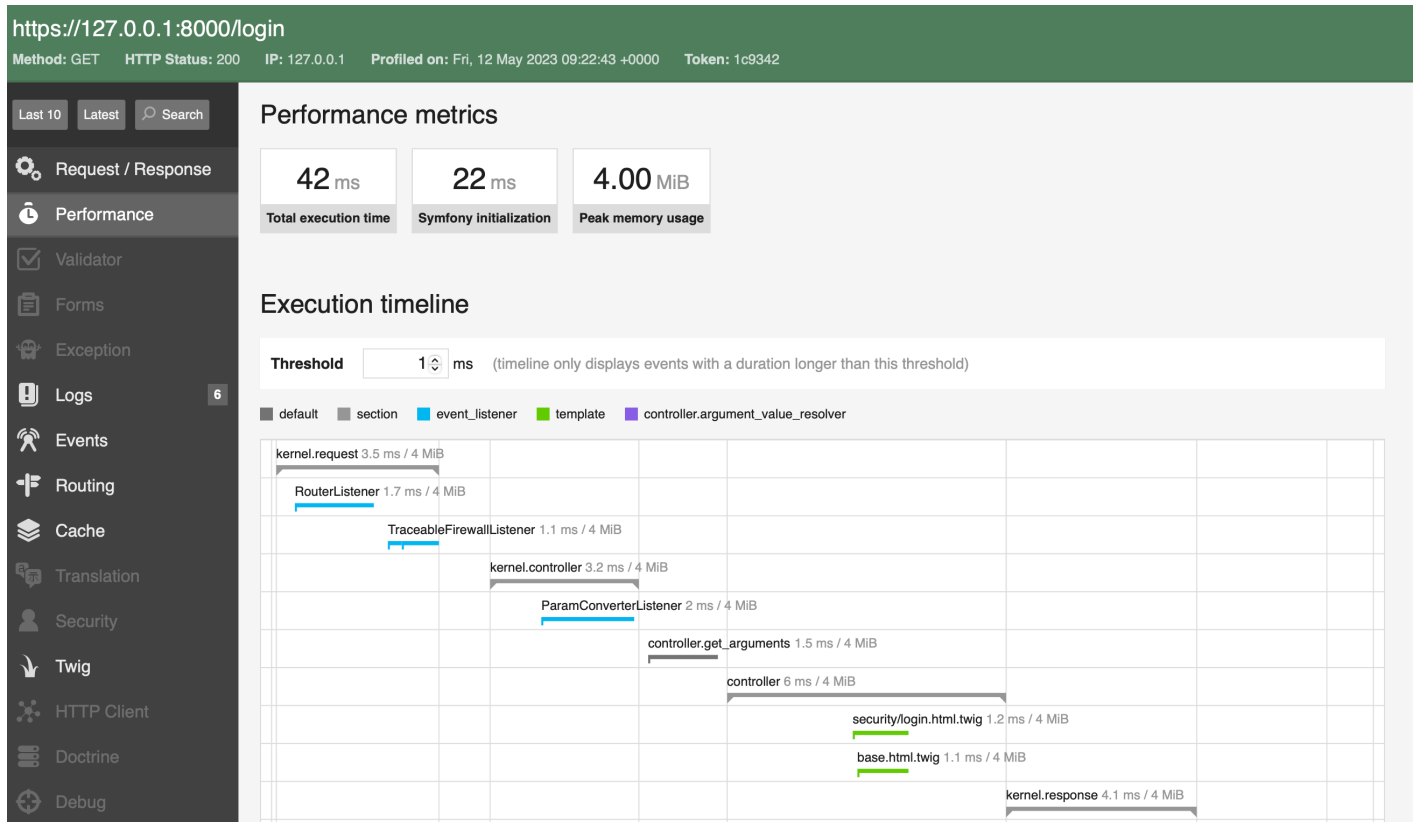 https://127.0.0.1:8000/login
Method: GET HTTP Status: 200 IP: 127.0.0.1 Profiled on: Fri, 12 May 2023 09:22:43 +0000 Token: 1c9342
Last 10 Latest Search
Request / Response
Performance
Validator
Forms
Exception
Logs 6
Events
Routing
Cache
Translation
Security
Twig
HTTP Client
Doctrine
Debug
Performance metrics
42 ms
Total execution time
22 ms
Symfony initialization
4.00 MiB
Peak memory usage
Execution timeline
Threshold 1 ms (timeline only displays events with a duration longer than this threshold)
default section event_listener template controller.argument_value_resolver
kernel.request 3.5 ms / 4 MiB
RouterListener 1.7 ms / 4 MiB
TraceableFirewallListener 1.1 ms / 4 MiB
kernel.controller 3.2 ms / 4 MiB
ParamConverterListener 2 ms / 4 MiB
controller.get_arguments 1.5 ms / 4 MiB
controller 6 ms / 4 MiB
security/login.html.twig 1.2 ms / 4 MiB
base.html.twig 1.1 ms / 4 MiB
kernel.response 4.1 ms / 4 MiB